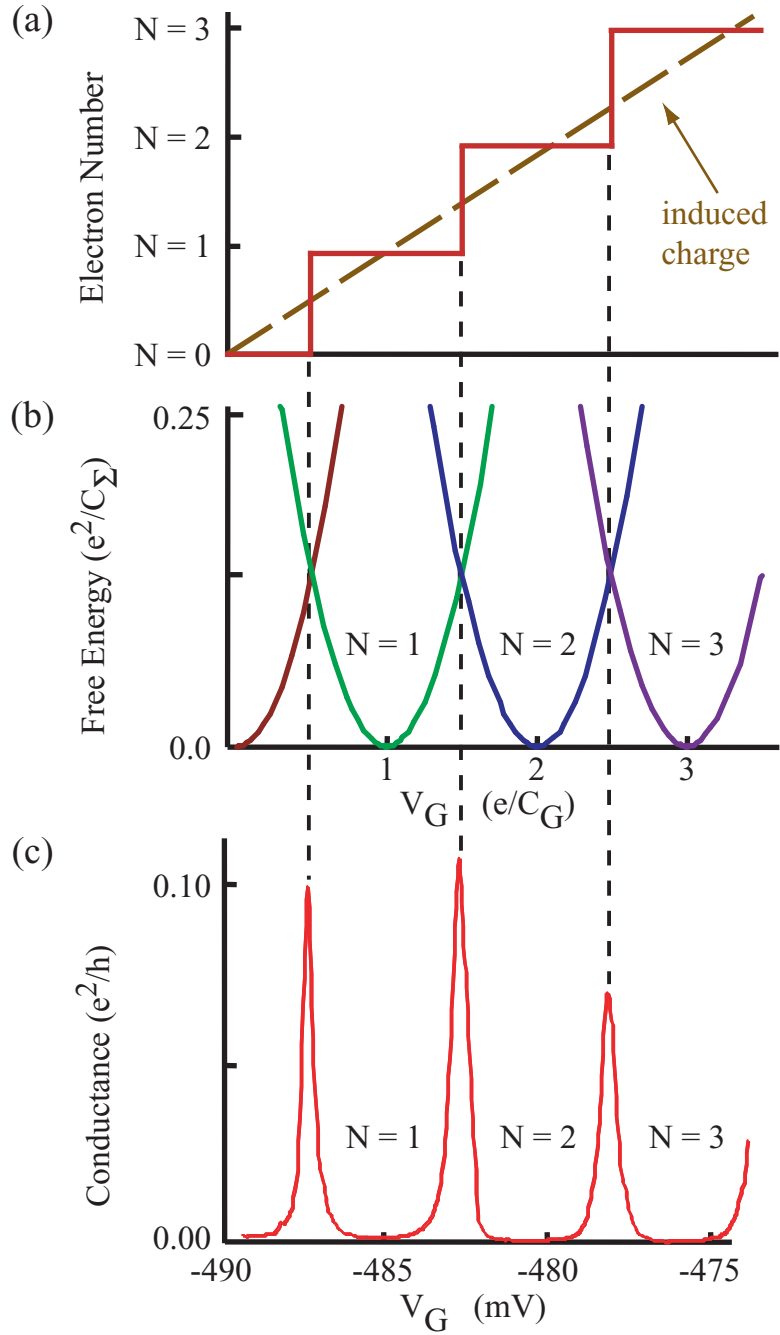 (a)
N = 3
N = 2
N = 1
N = 0
Electron Number
induced
charge
(b)
0.25
0.0
Free Energy (e²/C_Σ)
N = 1
N = 2
N = 3
1
2
3
V_G (e/C_G)
(c)
0.10
0.00
Conductance (e²/h)
N = 1
N = 2
N = 3
-490
-485
-480
-475
V_G (mV)